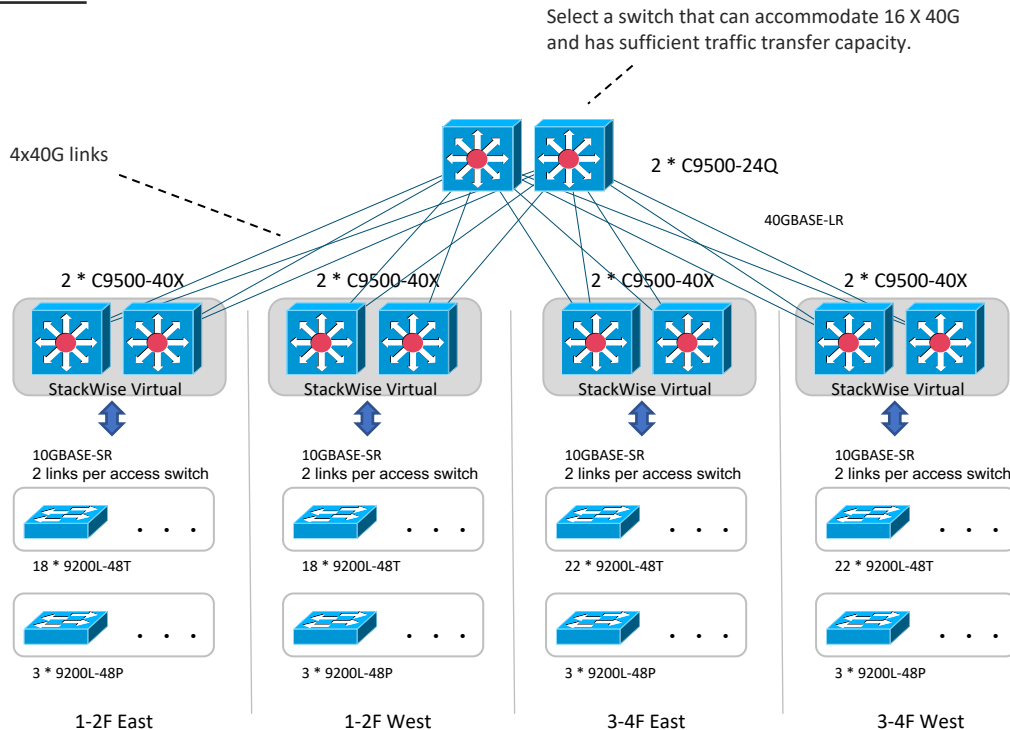 Select a switch that can accommodate 16 X 40G
and has sufficient traffic transfer capacity.
4x40G links
2 * C9500-24Q
40GBASE-LR
2 * C9500-40X
2 * C9500-40X
2 * C9500-40X
2 * C9500-40X
StackWise Virtual
StackWise Virtual
StackWise Virtual
StackWise Virtual
10GBASE-SR
2 links per access switch
10GBASE-SR
2 links per access switch
10GBASE-SR
2 links per access switch
10GBASE-SR
2 links per access switch
. . .
. . .
. . .
. . .
18 * 9200L-48T
18 * 9200L-48T
22 * 9200L-48T
22 * 9200L-48T
. . .
. . .
. . .
. . .
3 * 9200L-48P
3 * 9200L-48P
3 * 9200L-48P
3 * 9200L-48P
1-2F East
1-2F West
3-4F East
3-4F West